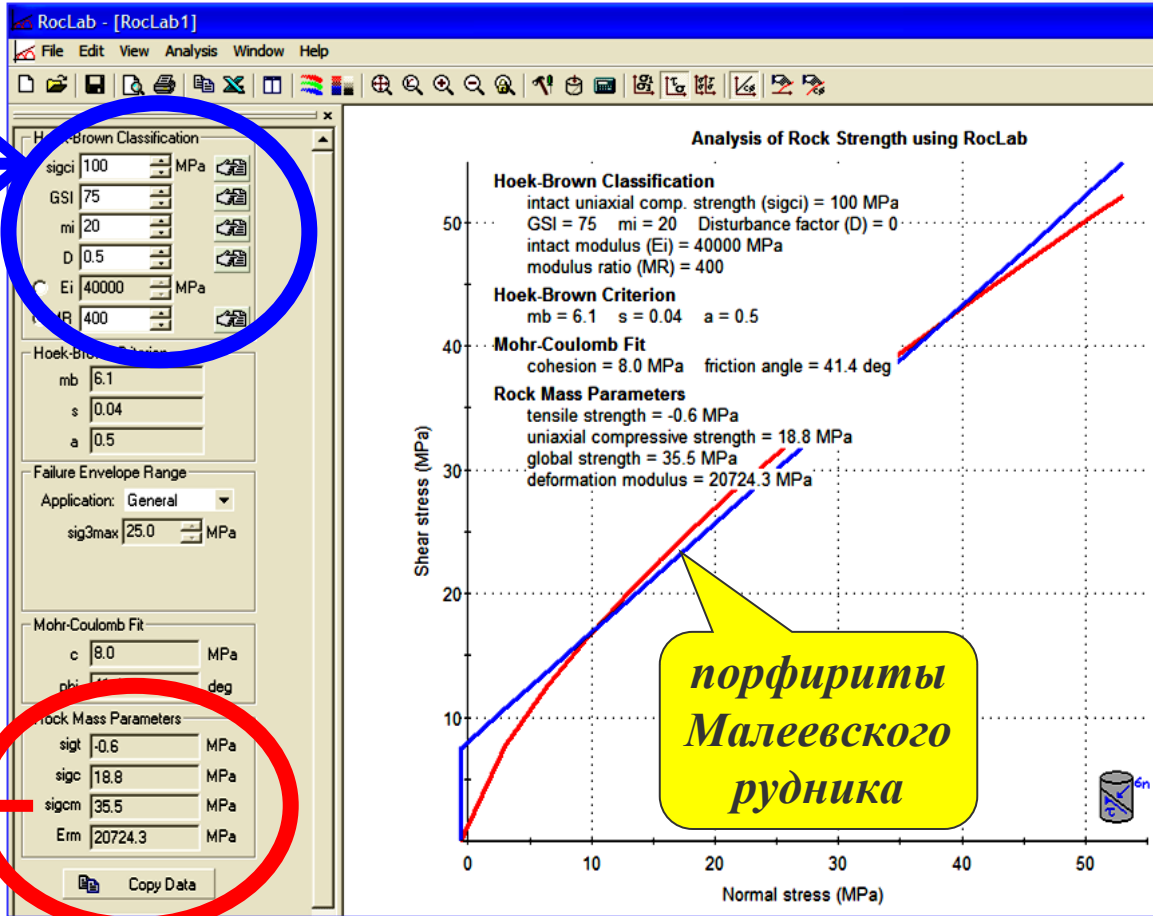 RocLab - [RocLab1]
File Edit View Analysis Window Help
Hoek-Brown Classification
sigci 100 MPa
GSI 75
mi 20
D 0.5
Ei 40000 MPa
MR 400
Hoek-Brown Criterion
mb 6.1
s 0.04
a 0.5
Failure Envelope Range
Application: General
sig3max 25.0 MPa
Mohr-Coulomb Fit
c 8.0 MPa
phi deg
Rock Mass Parameters
sigt -0.6 MPa
sigc 18.8 MPa
sigcm 35.5 MPa
Erm 20724.3 MPa
Copy Data
Analysis of Rock Strength using RocLab
Hoek-Brown Classification
intact uniaxial comp. strength (sigci) = 100 MPa
GSI = 75 mi = 20 Disturbance factor (D) = 0
intact modulus (Ei) = 40000 MPa
modulus ratio (MR) = 400
Hoek-Brown Criterion
mb = 6.1 s = 0.04 a = 0.5
Mohr-Coulomb Fit
cohesion = 8.0 MPa friction angle = 41.4 deg
Rock Mass Parameters
tensile strength = -0.6 MPa
uniaxial compressive strength = 18.8 MPa
global strength = 35.5 MPa
deformation modulus = 20724.3 MPa
Shear stress (MPa)
50
40
30
20
10
порфириты
Малеевского
рудника
σn
τ
0 10 20 30 40 50
Normal stress (MPa)